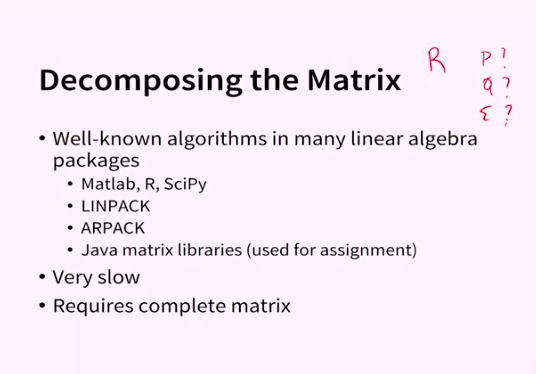 R P ?
Decomposing the Matrix Q ?
Σ ?
• Well-known algorithms in many linear algebra
packages
• Matlab, R, SciPy
• LINPACK
• ARPACK
• Java matrix libraries (used for assignment)
• Very slow
• Requires complete matrix